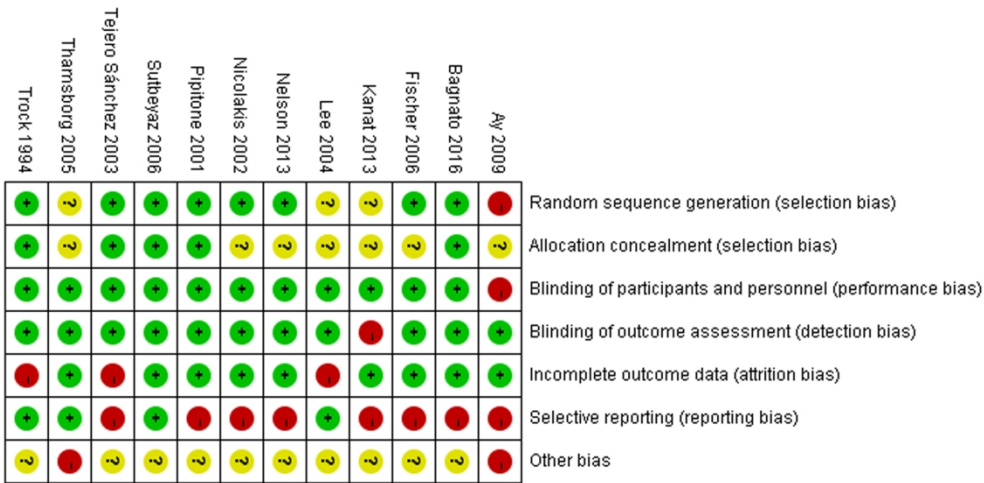 Trock 1994
Thamsborg 2005
Tejero Sánchez 2003
Sutbeyaz 2006
Pipitone 2001
Nicolakis 2002
Nelson 2013
Lee 2004
Kanat 2013
Fischer 2006
Bagnato 2016
Ay 2009
+ ? + + + + + ? ? + + - Random sequence generation (selection bias)
+ ? + + + ? ? ? ? ? + ? Allocation concealment (selection bias)
+ + + + + + + + + + + - Blinding of participants and personnel (performance bias)
+ + + + + + + + - + + + Blinding of outcome assessment (detection bias)
- + - + + + + - + + + + Incomplete outcome data (attrition bias)
+ + - + - - - + - - - - Selective reporting (reporting bias)
? - ? ? ? ? ? ? ? ? ? - Other bias